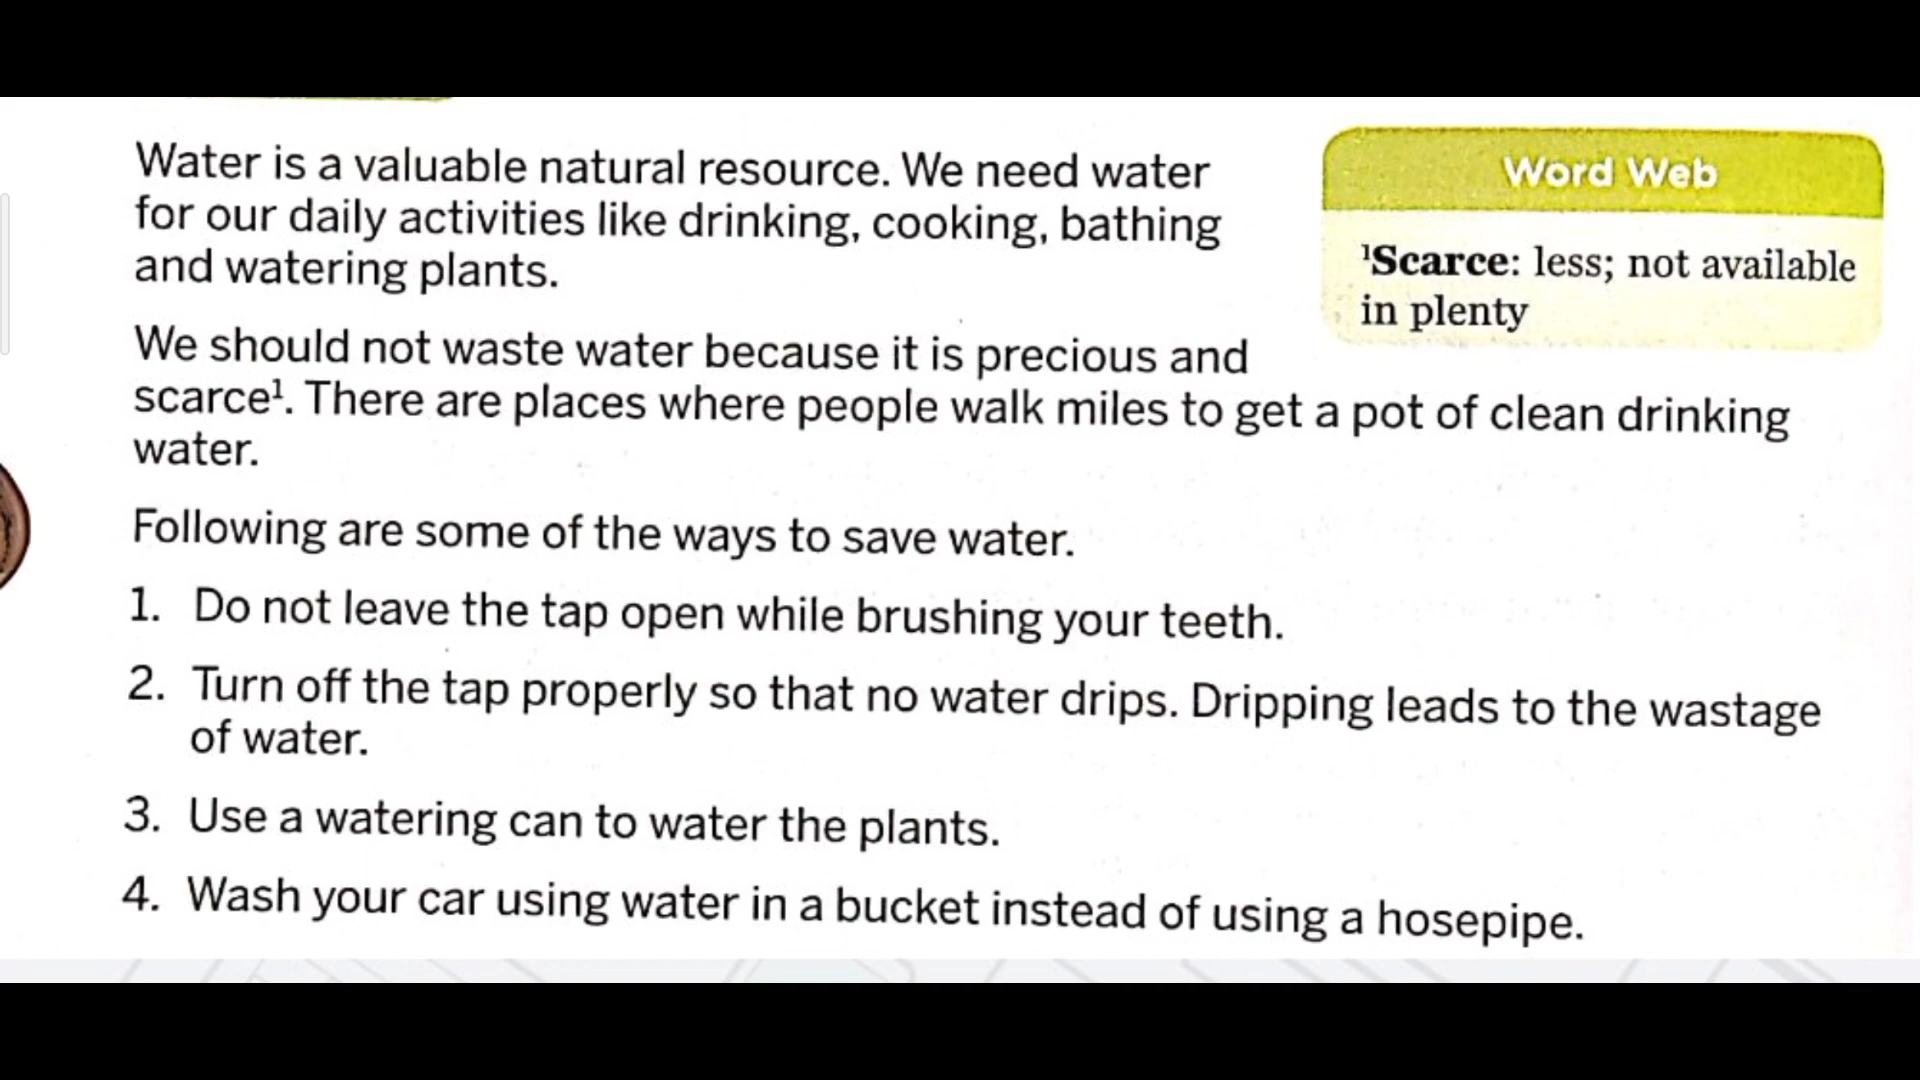 Water is a valuable natural resource. We need water
for our daily activities like drinking, cooking, bathing
and watering plants.
Word Web
¹Scarce: less; not available
in plenty
We should not waste water because it is precious and
scarce¹. There are places where people walk miles to get a pot of clean drinking
water.
Following are some of the ways to save water.
1. Do not leave the tap open while brushing your teeth.
2. Turn off the tap properly so that no water drips. Dripping leads to the wastage
of water.
3. Use a watering can to water the plants.
4. Wash your car using water in a bucket instead of using a hosepipe.